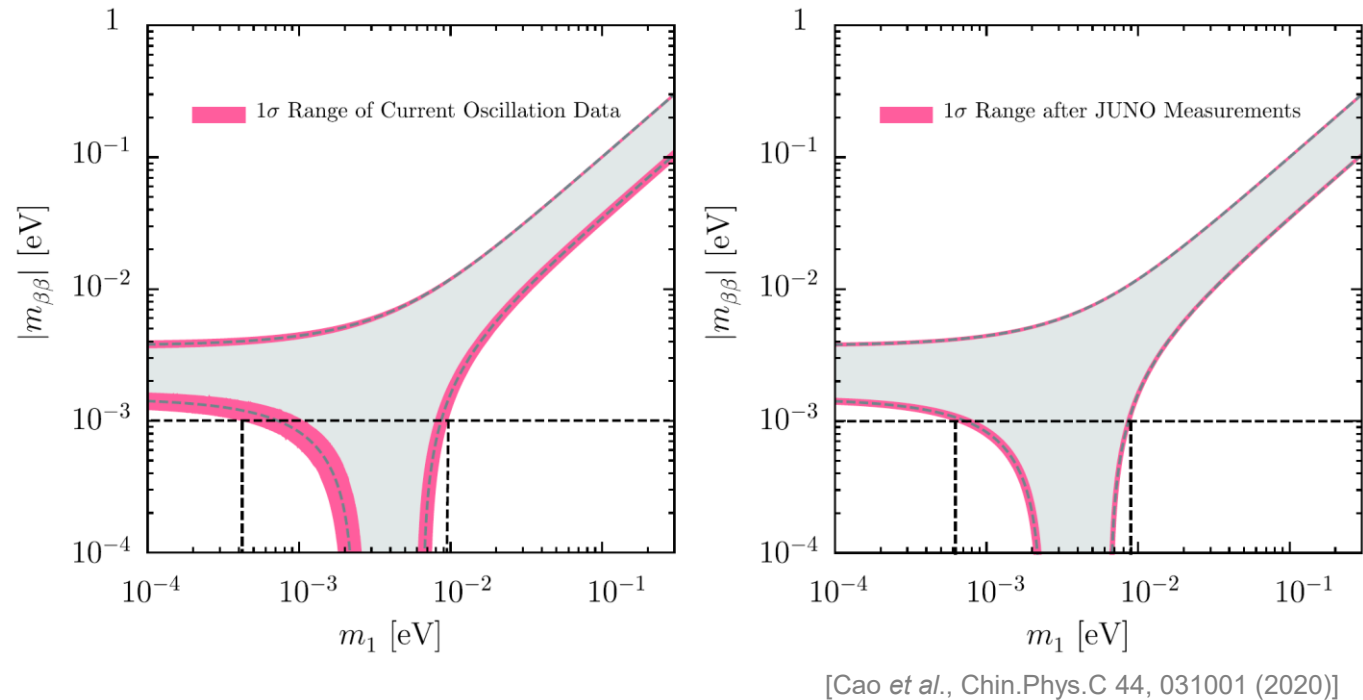 1
10⁻¹
10⁻²
10⁻³
10⁻⁴
|m_ββ| [eV]
1σ Range of Current Oscillation Data
10⁻⁴ 10⁻³ 10⁻² 10⁻¹
m₁ [eV]
1
10⁻¹
10⁻²
10⁻³
10⁻⁴
|m_ββ| [eV]
1σ Range after JUNO Measurements
10⁻⁴ 10⁻³ 10⁻² 10⁻¹
m₁ [eV]
[Cao et al., Chin.Phys.C 44, 031001 (2020)]